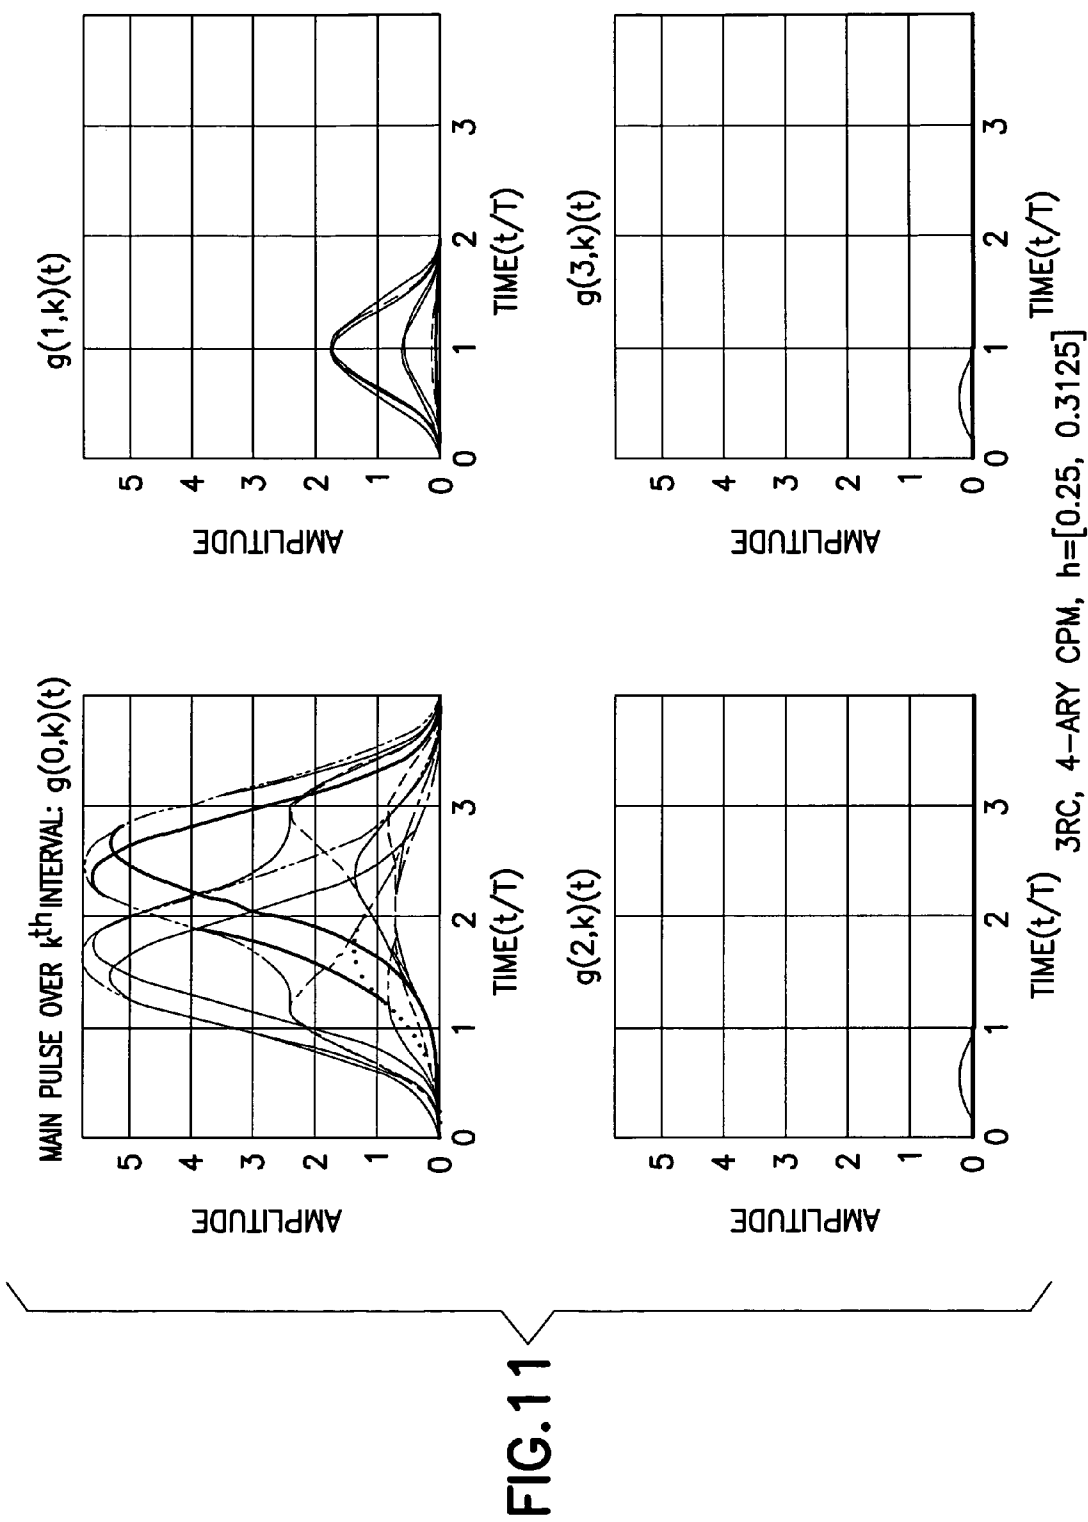 MAIN PULSE OVER kth INTERVAL: g(0,k)(t)
AMPLITUDE
5
4
3
2
1
0
0 1 2 3
TIME(t/T)
g(1,k)(t)
AMPLITUDE
5
4
3
2
1
0
0 1 2 3
TIME(t/T)
g(2,k)(t)
AMPLITUDE
5
4
3
2
1
0
0 1 2 3
TIME(t/T)
g(3,k)(t)
AMPLITUDE
5
4
3
2
1
0
0 1 2 3
TIME(t/T)
3RC, 4-ARY CPM, h=[0.25, 0.3125]
FIG.11